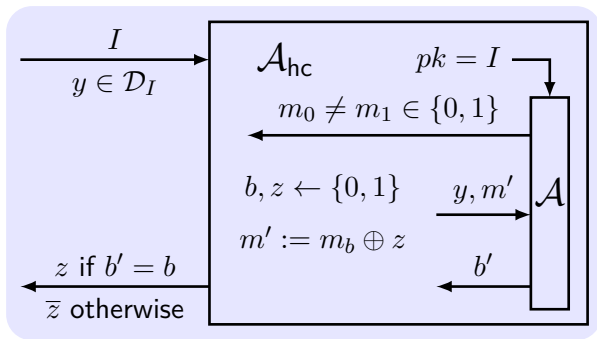 I
y ∈ 𝒟_I
𝒜_hc
pk = I
m_0 ≠ m_1 ∈ {0, 1}
b, z ← {0, 1}
y, m′
𝒜
m′ := m_b ⊕ z
z if b′ = b
b′
z̅ otherwise